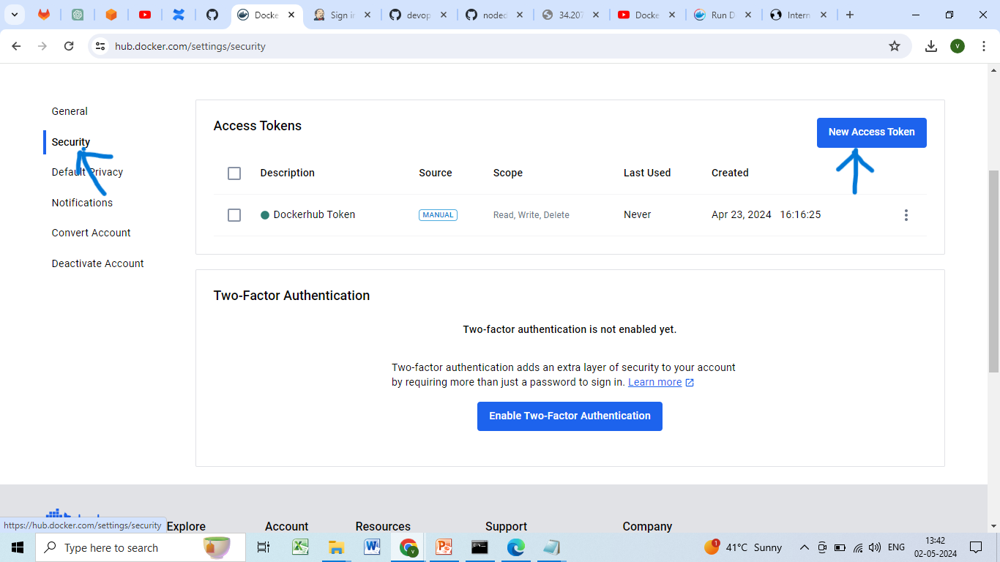 Docke
Sign in
devop
noded
34.207
Docke
Run D
Intern
hub.docker.com/settings/security
V
General
Security
Default Privacy
Notifications
Convert Account
Deactivate Account
Access Tokens
New Access Token
Description Source Scope Last Used Created
Dockerhub Token MANUAL Read, Write, Delete Never Apr 23, 2024 16:16:25
Two-Factor Authentication
Two-factor authentication is not enabled yet.
Two-factor authentication adds an extra layer of security to your account
by requiring more than just a password to sign in. Learn more
Enable Two-Factor Authentication
https://hub.docker.com/settings/security
Explore Account Resources Support Company
Type here to search
1
41°C Sunny
ENG
13:42
02-05-2024